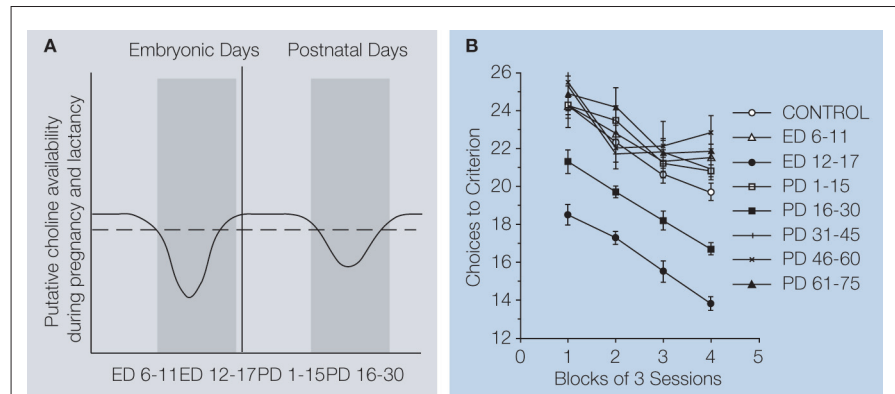 A
Embryonic Days
Postnatal Days
Putative choline availability
during pregnancy and lactancy
ED 6-11ED 12-17PD 1-15PD 16-30
B
Choices to Criterion
26
24
22
20
18
16
14
12
0 1 2 3 4 5
Blocks of 3 Sessions
CONTROL
ED 6-11
ED 12-17
PD 1-15
PD 16-30
PD 31-45
PD 46-60
PD 61-75